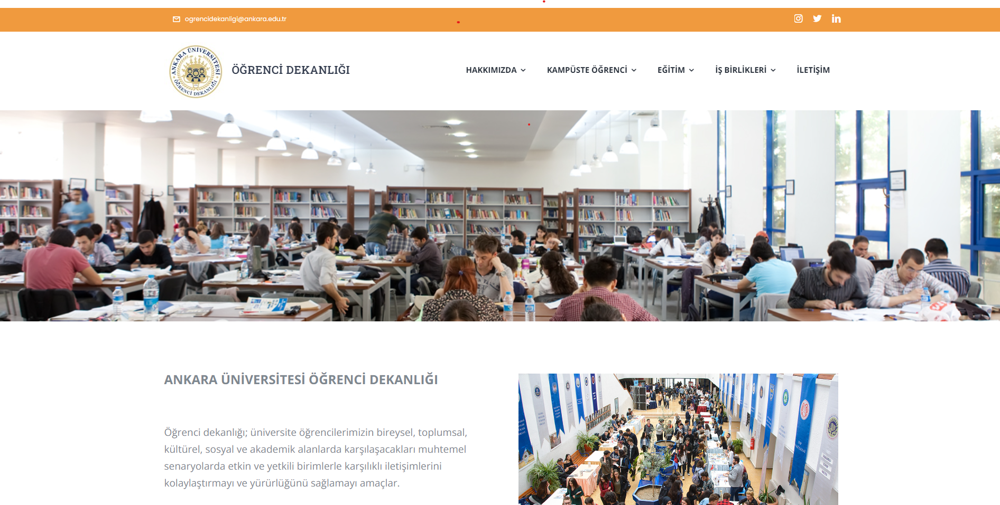 ogrencidekanligi@ankara.edu.tr
ANKARA ÜNİVERSİTESİ
ÖĞRENCİ DEKANLIĞI
ÖĞRENCİ DEKANLIĞI
HAKKIMIZDA
KAMPÜSTE ÖĞRENCİ
EĞİTİM
İŞ BİRLİKLERİ
İLETİŞİM
ANKARA ÜNİVERSİTESİ ÖĞRENCİ DEKANLIĞI
Öğrenci dekanlığı; üniversite öğrencilerimizin bireysel, toplumsal,
kültürel, sosyal ve akademik alanlarda karşılaşacakları muhtemel
senaryolarda etkin ve yetkili birimlerle karşılıklı iletişimlerini
kolaylaştırmayı ve yürürlüğünü sağlamayı amaçlar.